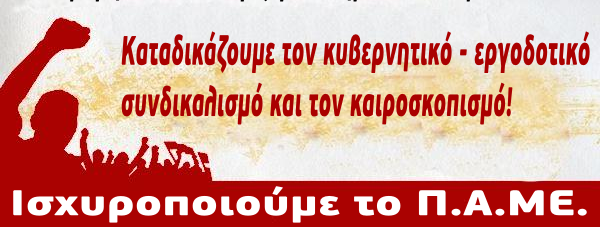 Καταδικάζουμε τον κυβερνητικό - εργοδοτικό
συνδικαλισμό και τον καιροσκοπισμό!
Ισχυροποιούμε το Π.Α.ΜΕ.